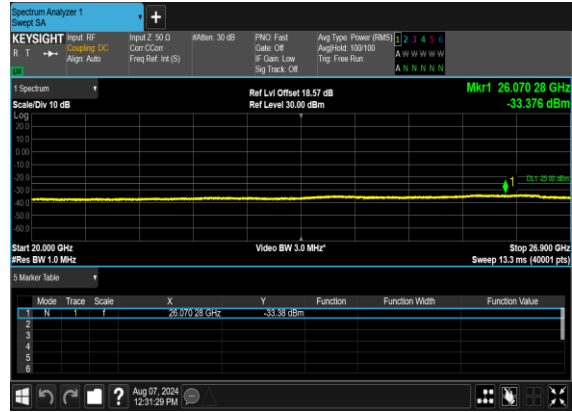 Spectrum Analyzer 1
Swept SA
+
KEYSIGHT
R T
Input: RF
Coupling: DC
Align: Auto
Input Z: 50 Ω
Corr CCorr
Freq Ref: Int (S)
#Atten: 30 dB
PNO: Fast
Gate: Off
IF Gain: Low
Sig Track: Off
Avg Type: Power (RMS)
Avg|Hold: 100/100
Trig: Free Run
1 2 3 4 5 6
A W W W W W
A N N N N N
1 Spectrum
Scale/Div 10 dB
Ref Lvl Offset 18.57 dB
Ref Level 30.00 dBm
Mkr1 26.070 28 GHz
-33.376 dBm
Log
20.0
10.0
0.00
-10.0
-20.0
-30.0
-40.0
-50.0
-60.0
1
DL1 -25.00 dBm
Start 20.000 GHz
#Res BW 1.0 MHz
Video BW 3.0 MHz*
Stop 26.900 GHz
Sweep 13.3 ms (40001 pts)
5 Marker Table
Mode Trace Scale X Y Function Function Width Function Value
1 N 1 f 26.070 28 GHz -33.38 dBm
2
3
4
5
6
?
Aug 07, 2024
12:31:29 PM